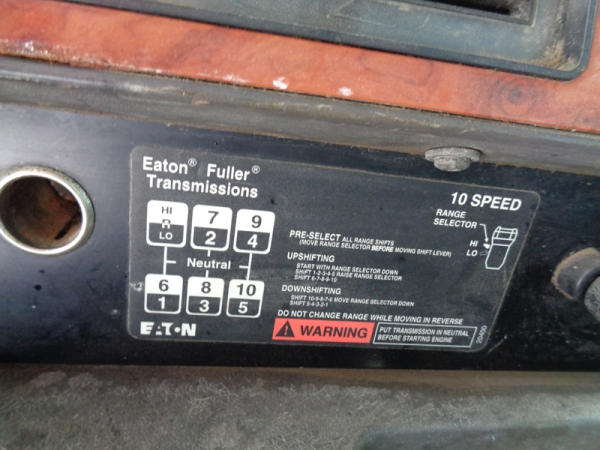 Eaton® Fuller®
Transmissions
10 SPEED
RANGE
SELECTOR
HI
LO
HI
R
LO
7
2
9
4
Neutral
6
1
8
3
10
5
EATON
PRE-SELECT ALL RANGE SHIFTS
(MOVE RANGE SELECTOR BEFORE MOVING SHIFT LEVER)
UPSHIFTING
START WITH RANGE SELECTOR DOWN
SHIFT 1-2-3-4-5 RAISE RANGE SELECTOR
SHIFT 6-7-8-9-10
DOWNSHIFTING
SHIFT 10-9-8-7-6 MOVE RANGE SELECTOR DOWN
SHIFT 5-4-3-2-1
DO NOT CHANGE RANGE WHILE MOVING IN REVERSE
WARNING
PUT TRANSMISSION IN NEUTRAL
BEFORE STARTING ENGINE